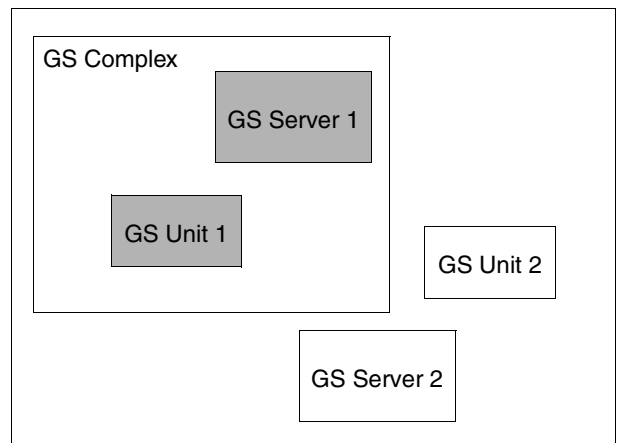 GS Complex
GS Server 1
GS Unit 1
GS Unit 2
GS Server 2